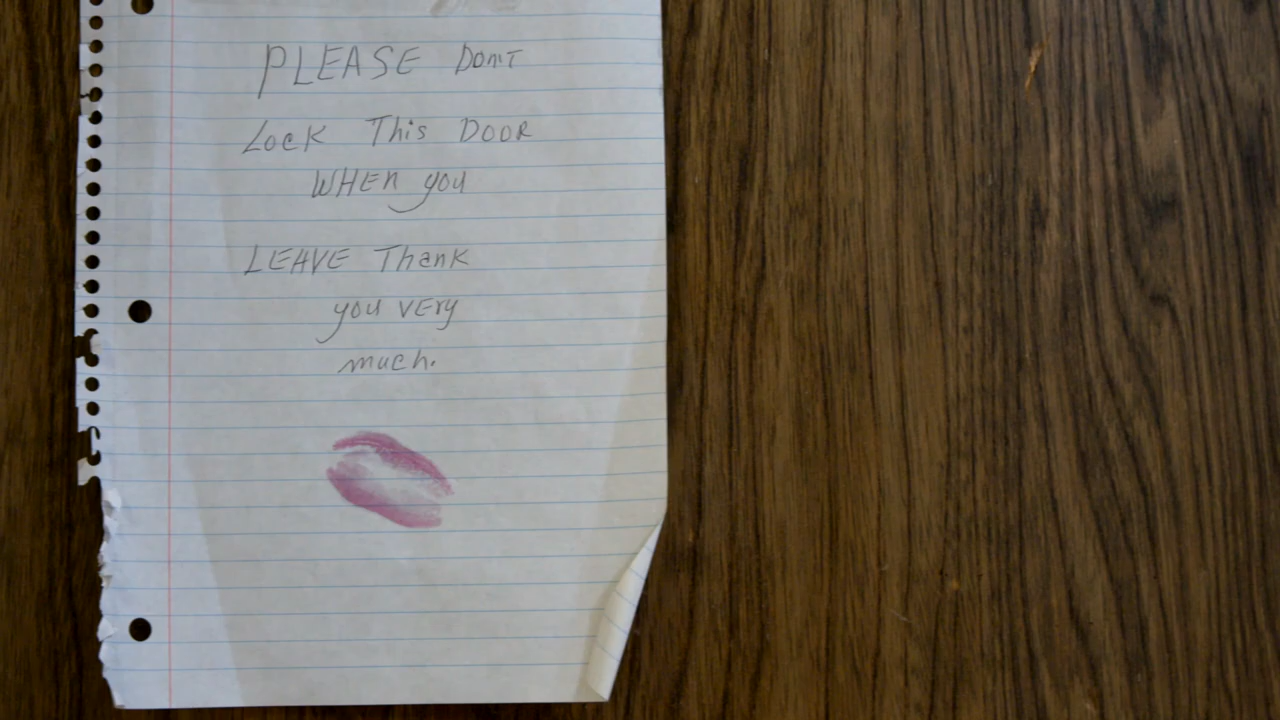 PLEASE Don't
Lock This DOOR
WHEn you
LEAVE Thank
you vEry
much.